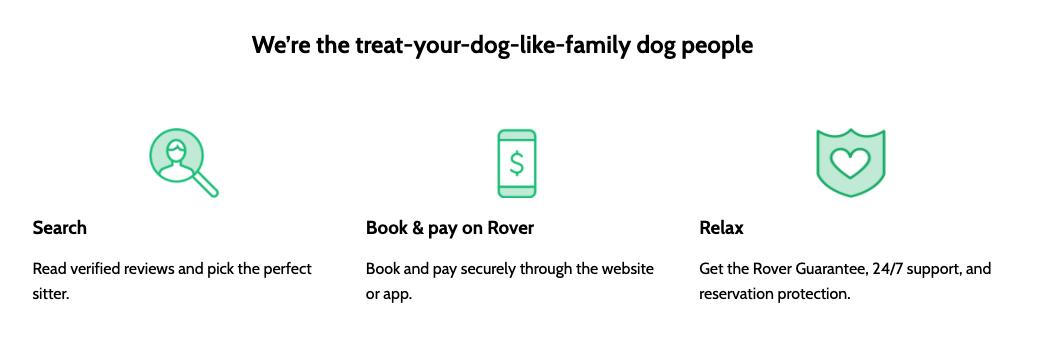 We're the treat-your-dog-like-family dog people
$
Search
Read verified reviews and pick the perfect
sitter.
Book & pay on Rover
Book and pay securely through the website
or app.
Relax
Get the Rover Guarantee, 24/7 support, and
reservation protection.